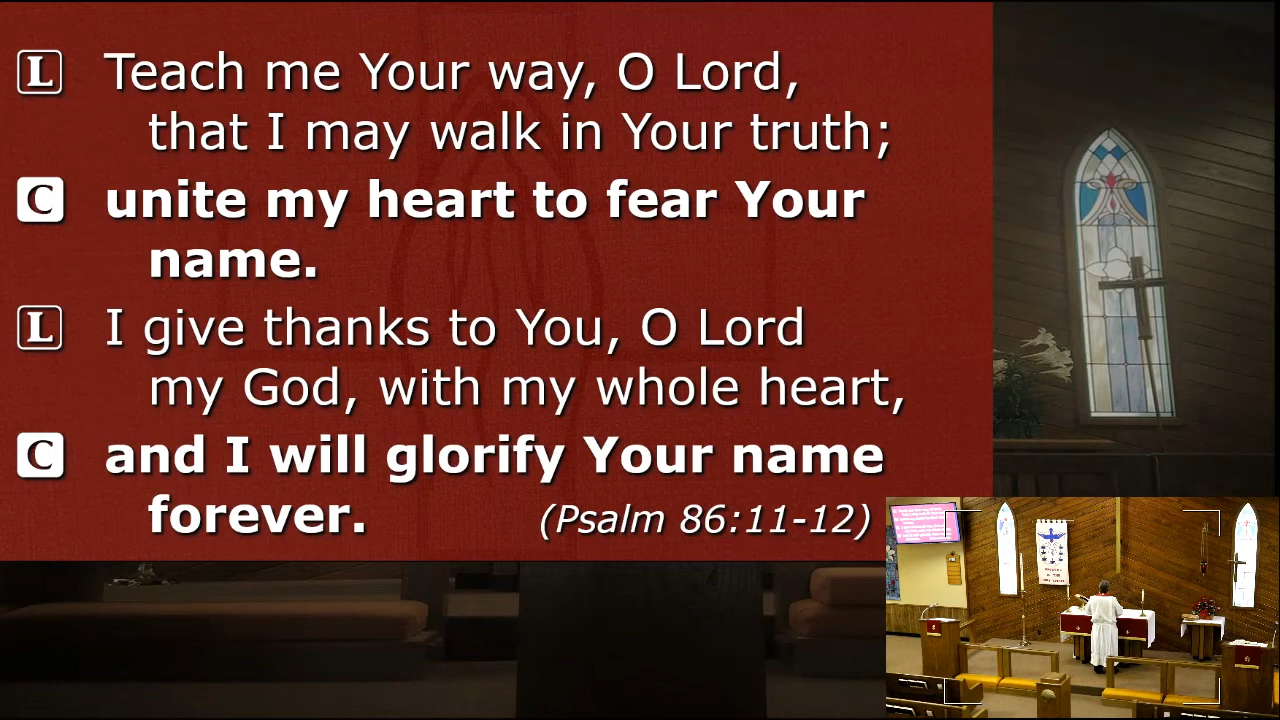 L Teach me Your way, O Lord,
that I may walk in Your truth;
C unite my heart to fear Your
name.
L I give thanks to You, O Lord
my God, with my whole heart,
C and I will glorify Your name
forever. (Psalm 86:11-12)